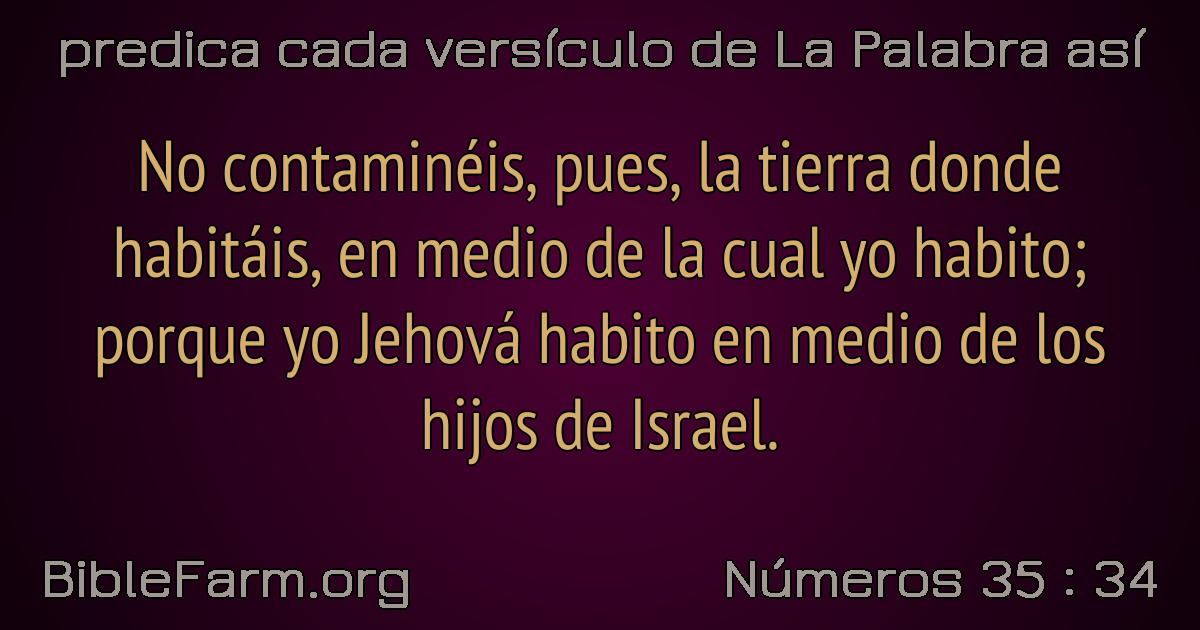 predica cada versículo de La Palabra así
No contaminéis, pues, la tierra donde
habitáis, en medio de la cual yo habito;
porque yo Jehová habito en medio de los
hijos de Israel.
BibleFarm.org
Números 35 : 34